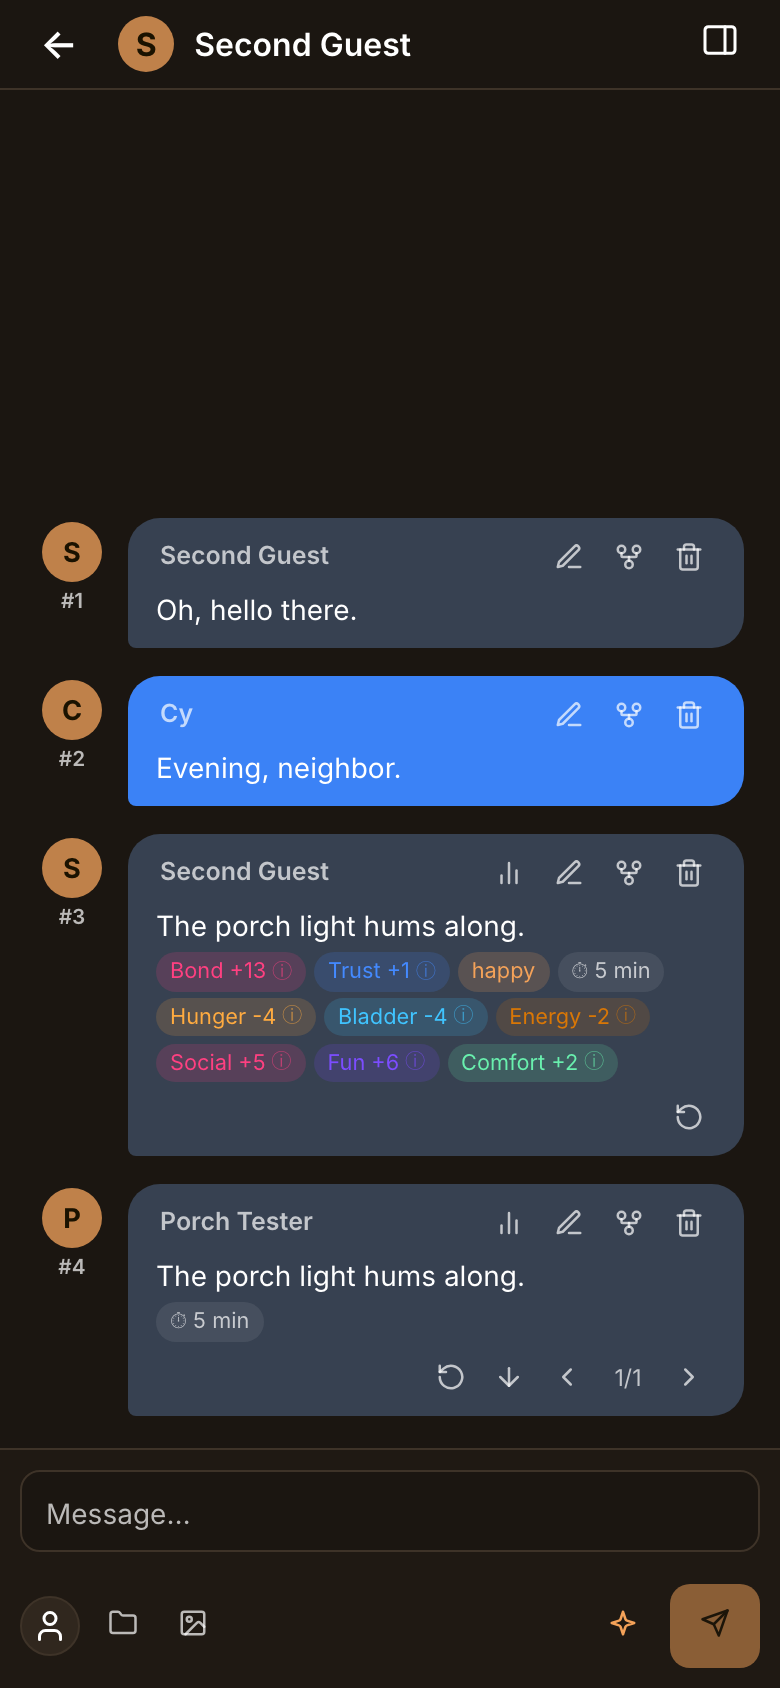 S Second Guest
S
#1
Second Guest
Oh, hello there.
C
#2
Cy
Evening, neighbor.
S
#3
Second Guest
The porch light hums along.
Bond +13 ⓘ Trust +1 ⓘ happy ⏱ 5 min
Hunger -4 ⓘ Bladder -4 ⓘ Energy -2 ⓘ
Social +5 ⓘ Fun +6 ⓘ Comfort +2 ⓘ
P
#4
Porch Tester
The porch light hums along.
⏱ 5 min
1/1
Message...